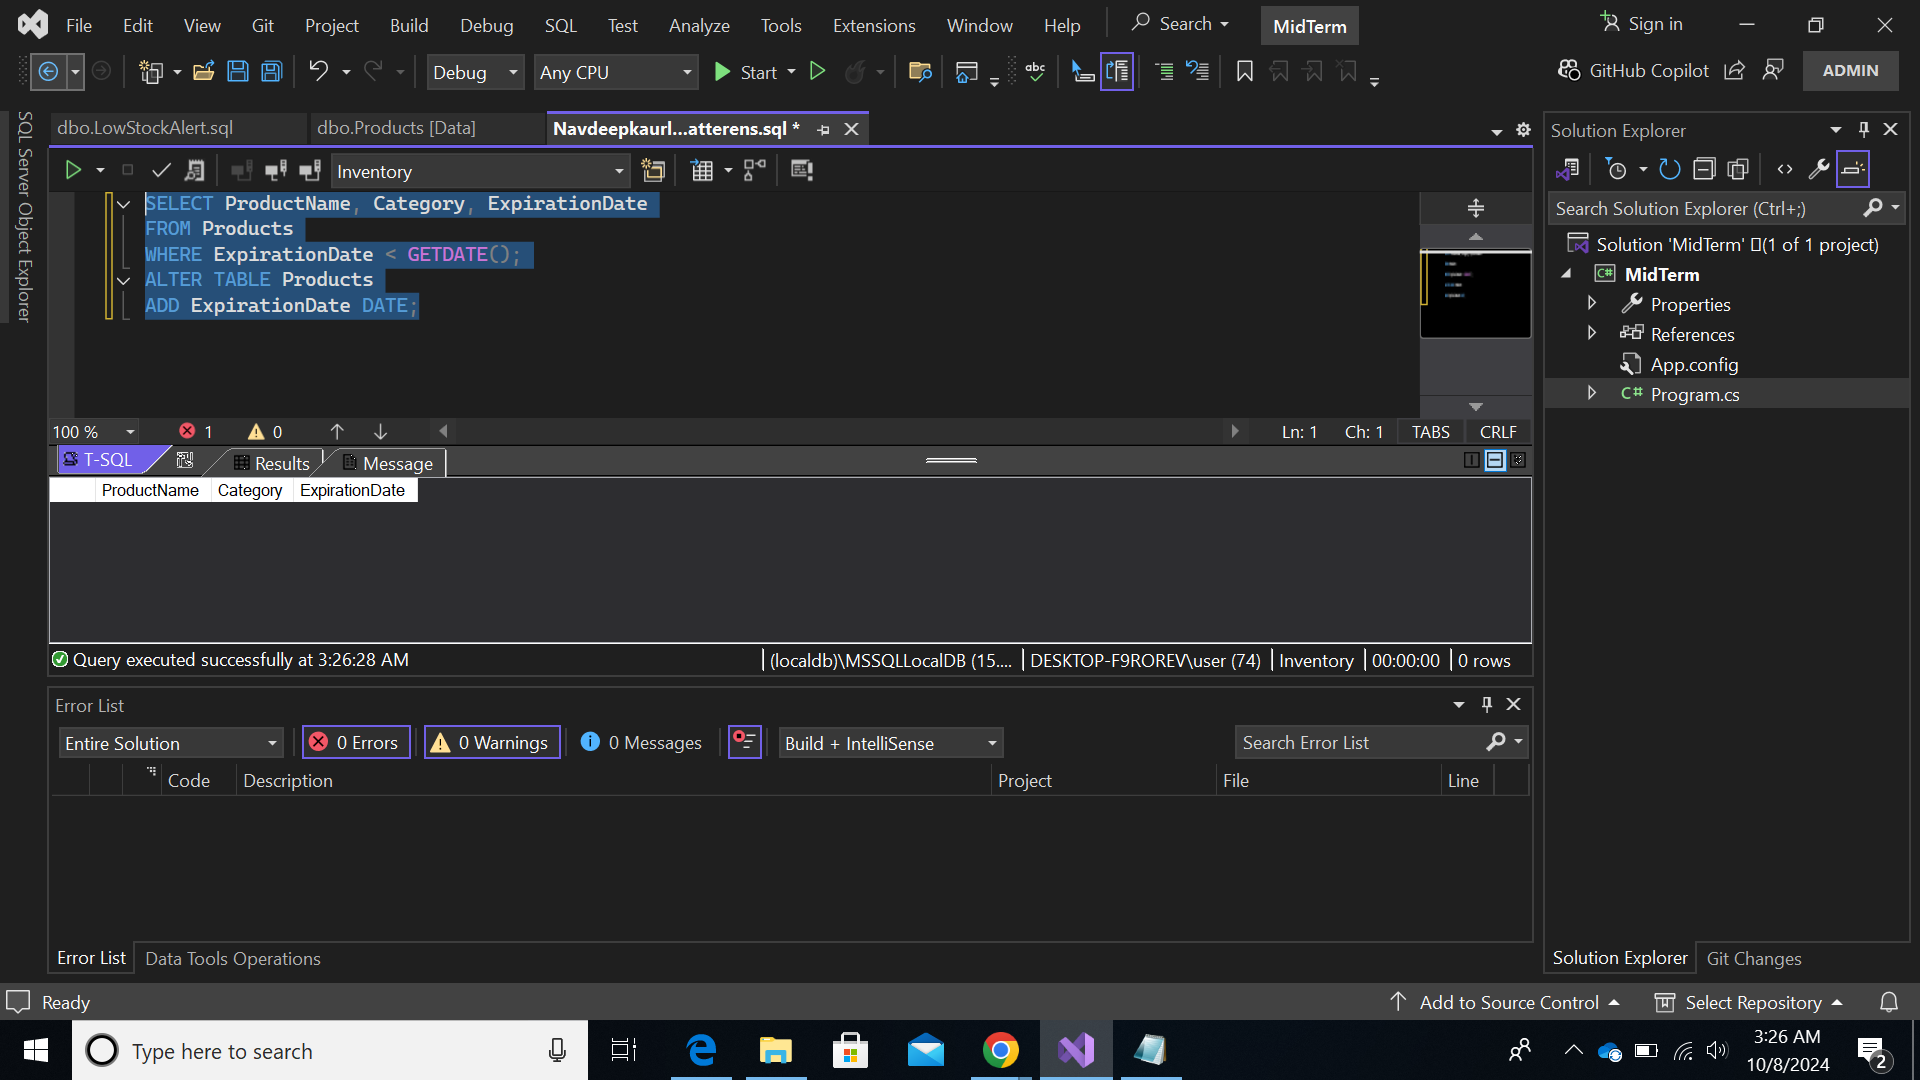 File Edit View Git Project Build Debug SQL Test Analyze Tools Extensions Window Help Search MidTerm Sign in
Debug Any CPU Start GitHub Copilot ADMIN
SQL Server Object Explorer
dbo.LowStockAlert.sql dbo.Products [Data] Navdeepkaurl...atterens.sql *
Inventory
SELECT ProductName, Category, ExpirationDate
FROM Products
WHERE ExpirationDate < GETDATE();
ALTER TABLE Products
ADD ExpirationDate DATE;
100 % 1 0 Ln: 1 Ch: 1 TABS CRLF
T-SQL Results Message
ProductName Category ExpirationDate
Query executed successfully at 3:26:28 AM (localdb)\MSSQLLocalDB (15.... DESKTOP-F9ROREV\user (74) Inventory 00:00:00 0 rows
Error List
Entire Solution 0 Errors 0 Warnings 0 Messages Build + IntelliSense Search Error List
Code Description Project File Line
Error List Data Tools Operations
Solution Explorer
Search Solution Explorer (Ctrl+;)
Solution 'MidTerm' (1 of 1 project)
MidTerm
Properties
References
App.config
Program.cs
Solution Explorer Git Changes
Ready Add to Source Control Select Repository
Type here to search
3:26 AM
10/8/2024
2